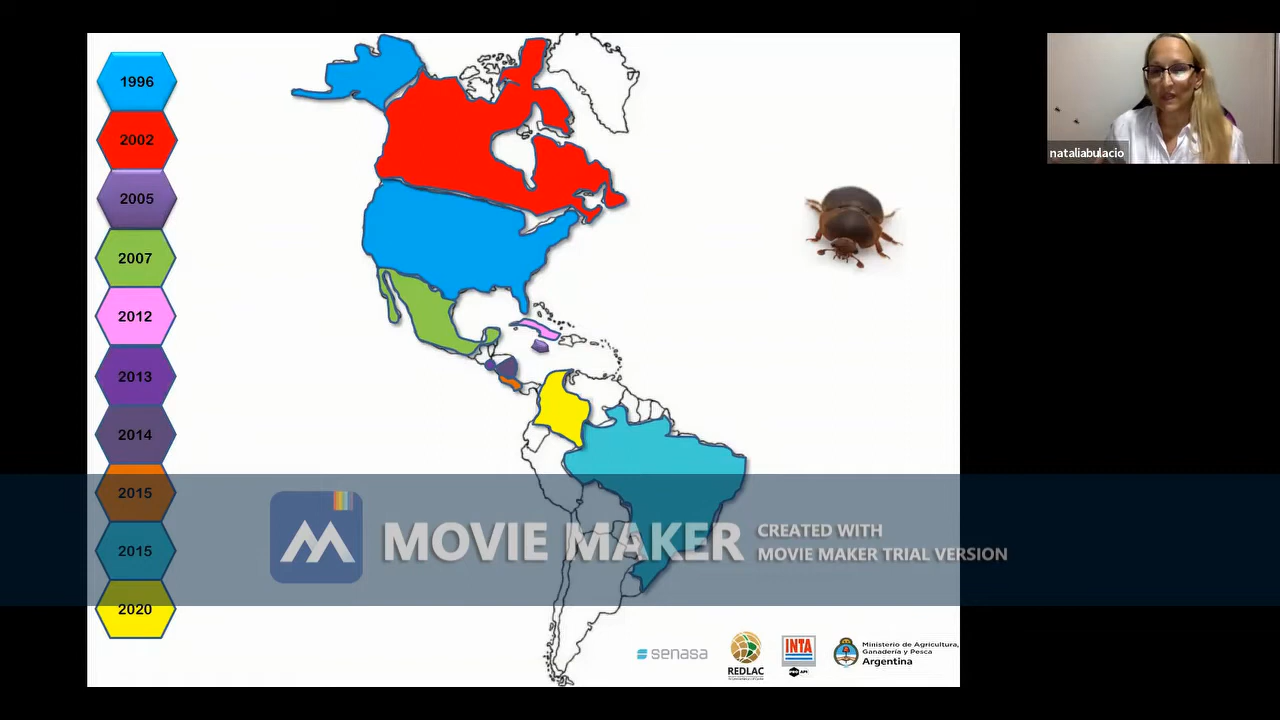 1996
2002
2005
2007
2012
2013
2014
2015
2015
2020
nataliabulacio
MOVIE MAKER
CREATED WITH
MOVIE MAKER TRIAL VERSION
senasa
REDLAC
INTA
Ministerio de Agricultura,
Ganadería y Pesca
Argentina